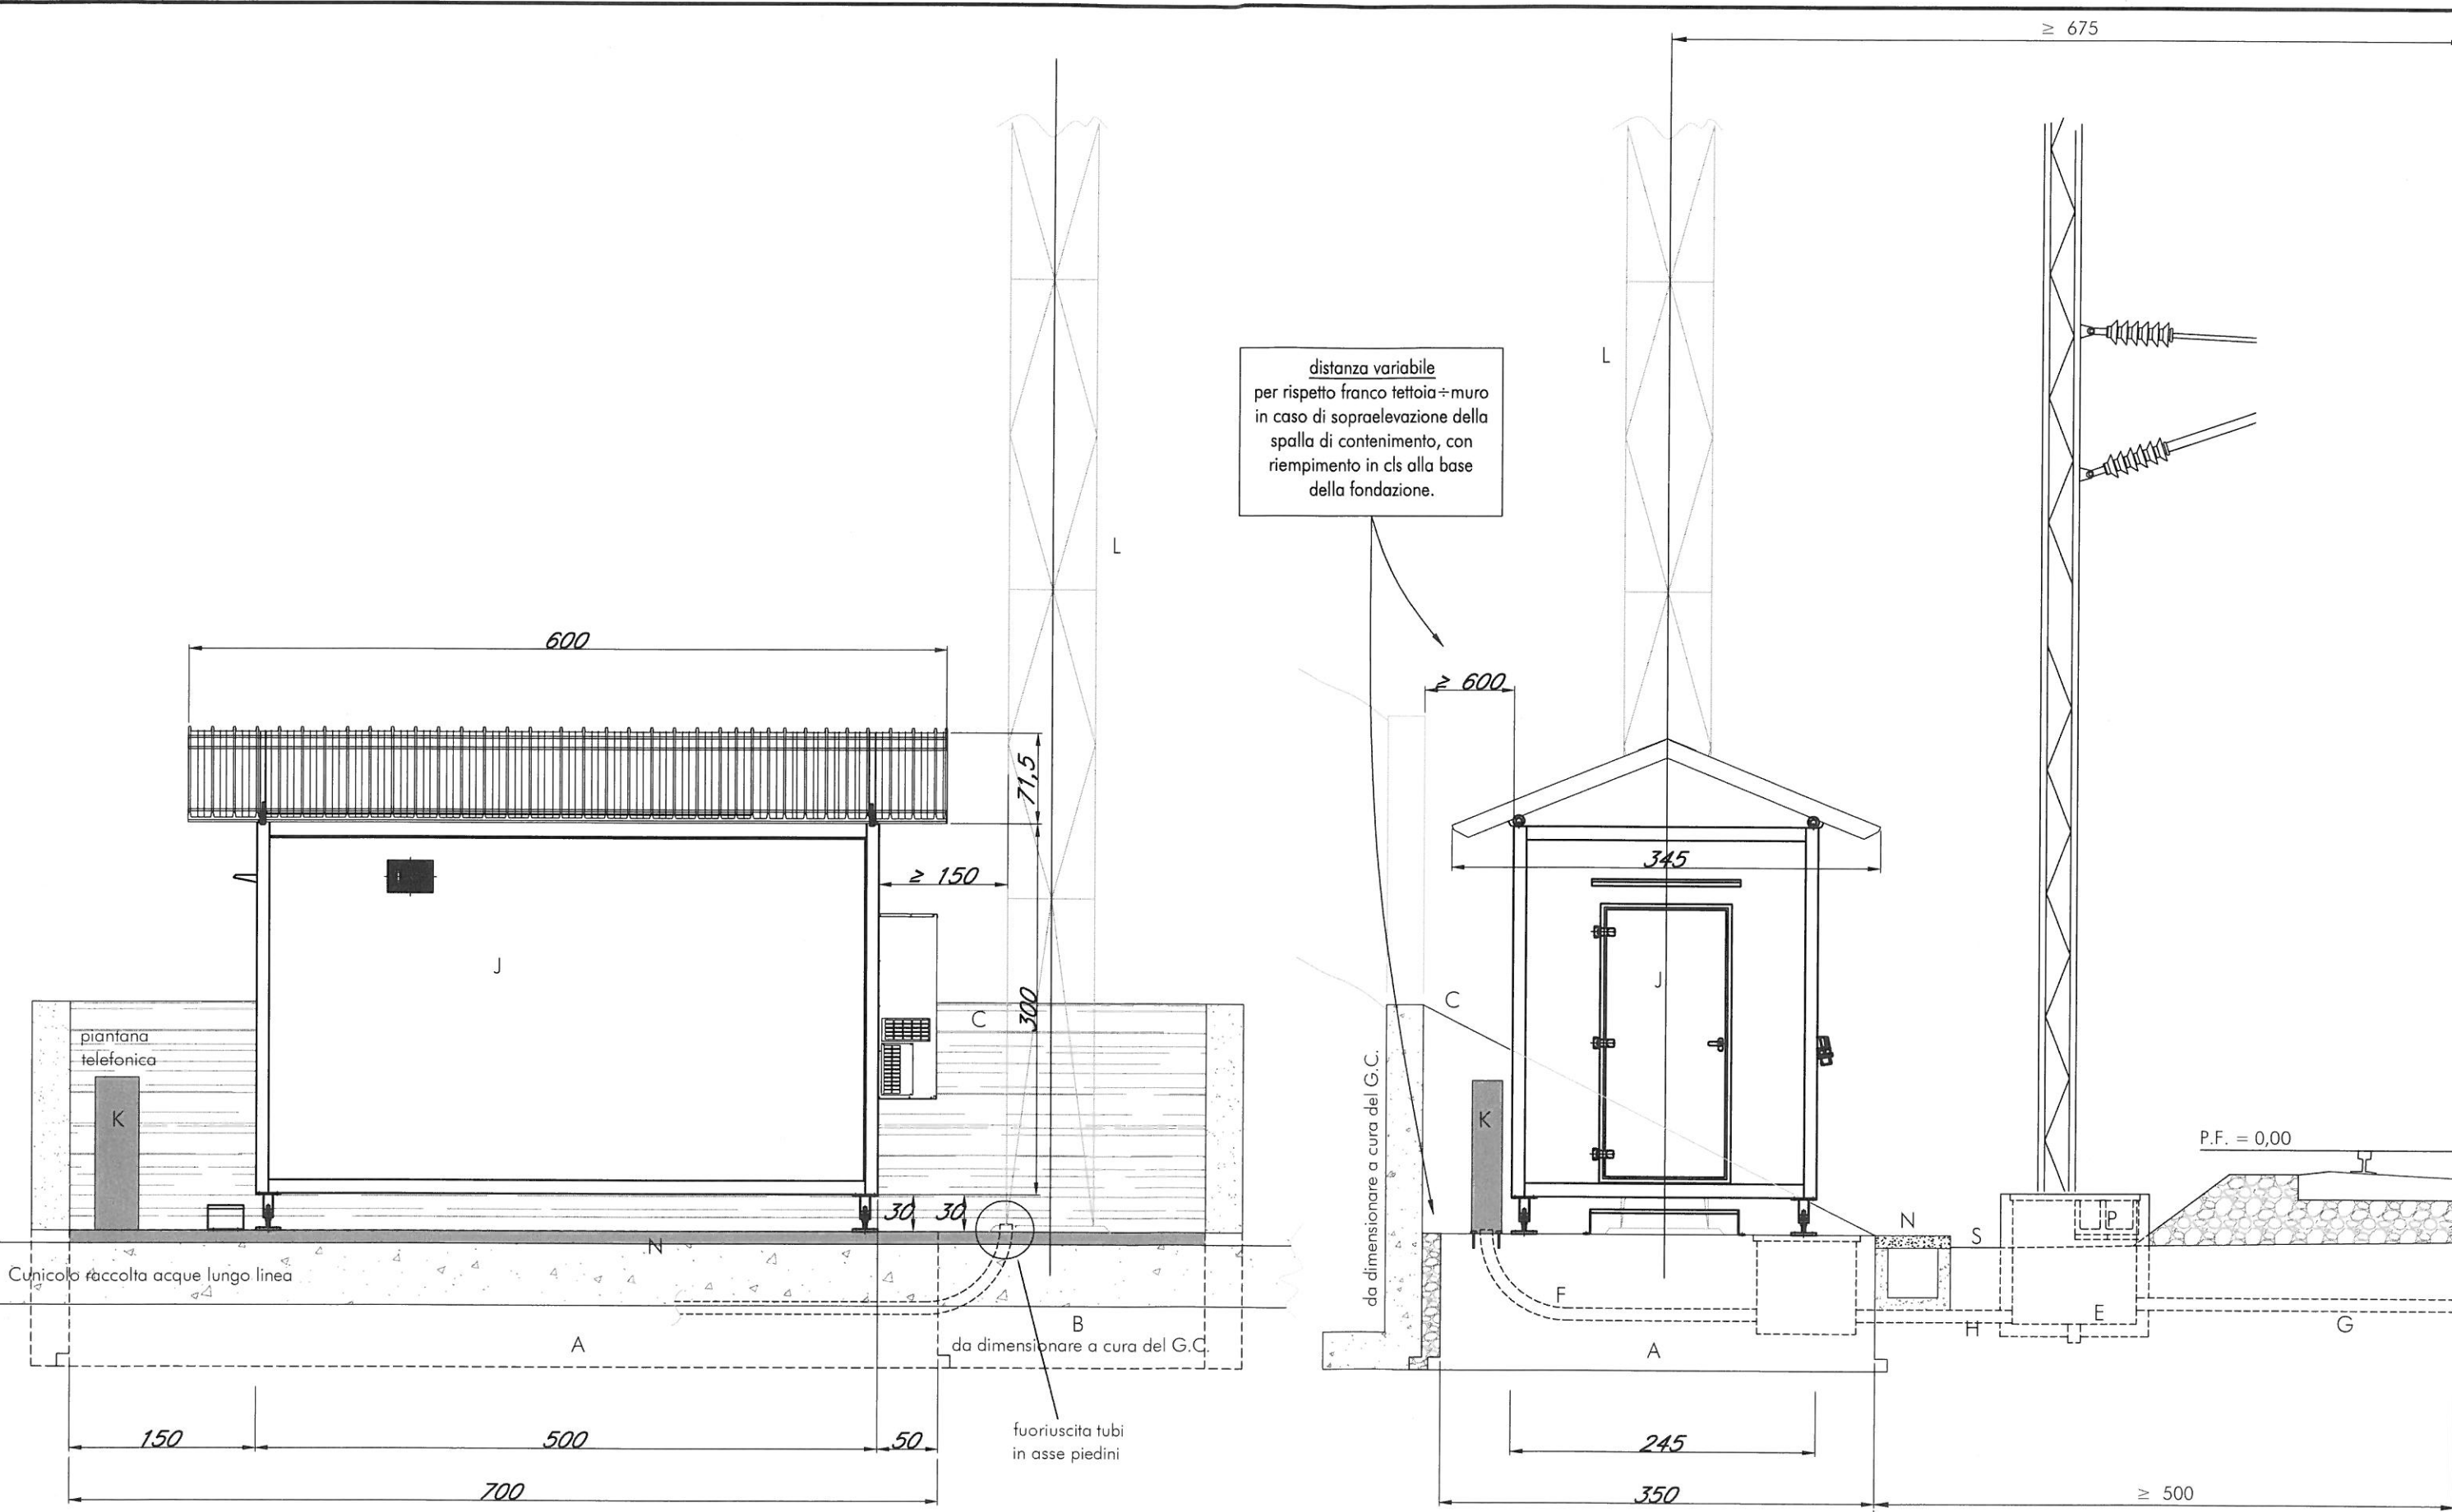 ≥ 675
L
distanza variabile
per rispetto franco tettoia÷muro
in caso di sopraelevazione della
spalla di contenimento, con
riempimento in cls alla base
della fondazione.
L
600
≥ 600
71,5
345
≥ 150
J
J
300
C
C
piantana
telefonica
K
K
da dimensionare a cura del G.C.
P.F. = 0,00
30
30
N
S
P
N
Cunicolo raccolta acque lungo linea
F
E
H
G
B
da dimensionare a cura del G.C.
A
A
fuoriuscita tubi
in asse piedini
150
500
50
245
700
350
≥ 500